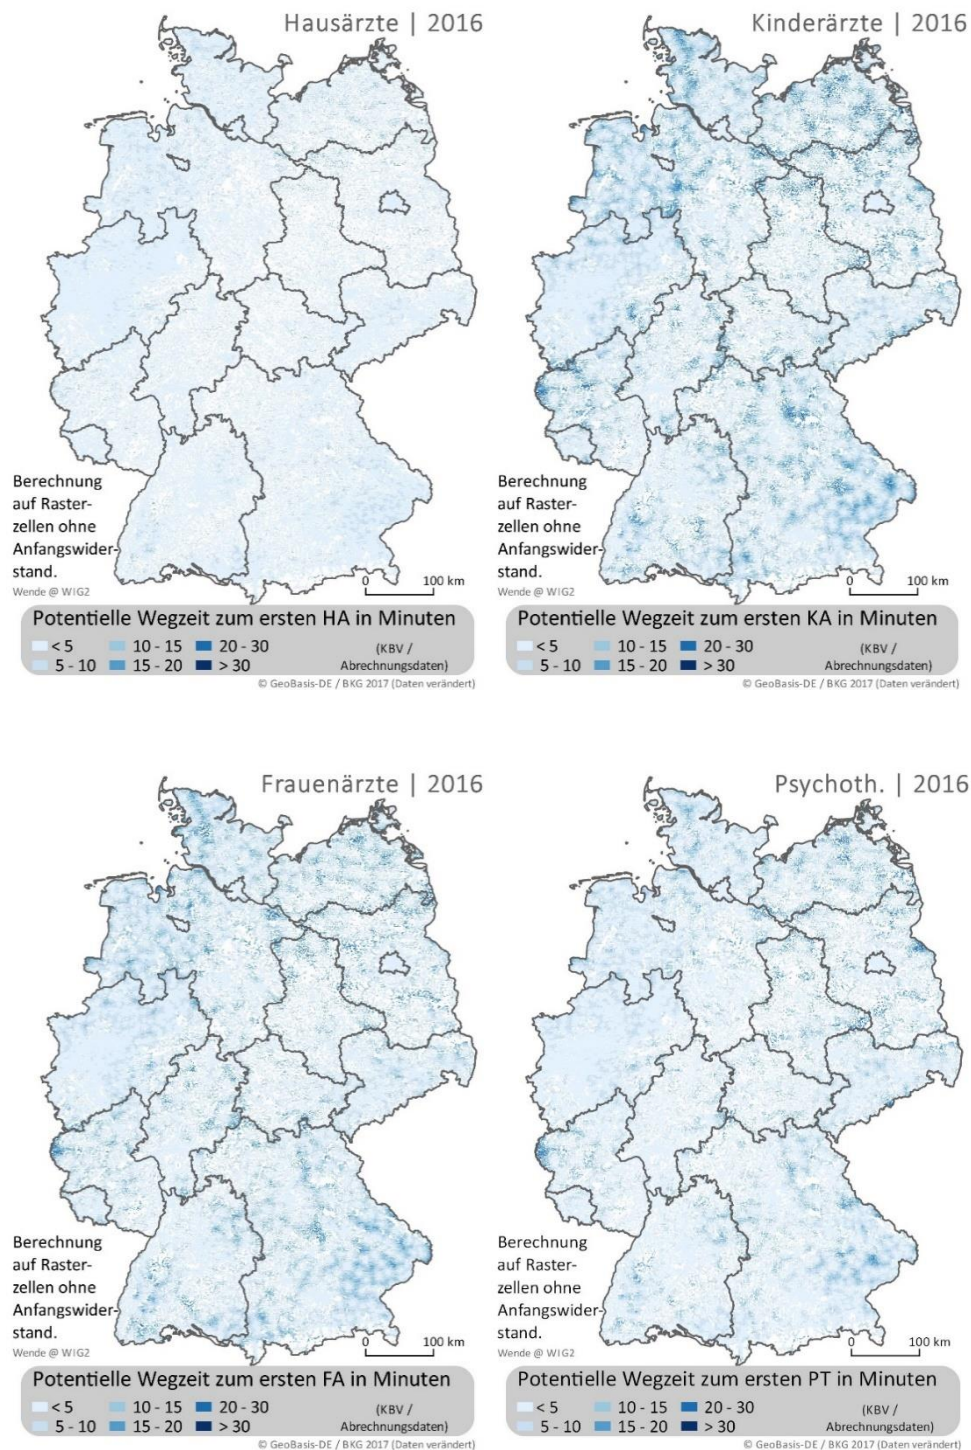 Hausärzte | 2016
Berechnung
auf Raster-
zellen ohne
Anfangswider-
stand.
Wende @ WIG2
0 100 km
Potentielle Wegzeit zum ersten HA in Minuten
< 5 10 - 15 20 - 30 (KBV /
5 - 10 15 - 20 > 30 Abrechnungsdaten)
© GeoBasis-DE / BKG 2017 (Daten verändert)
Kinderärzte | 2016
Berechnung
auf Raster-
zellen ohne
Anfangswider-
stand.
Wende @ WIG2
0 100 km
Potentielle Wegzeit zum ersten KA in Minuten
< 5 10 - 15 20 - 30 (KBV /
5 - 10 15 - 20 > 30 Abrechnungsdaten)
© GeoBasis-DE / BKG 2017 (Daten verändert)
Frauenärzte | 2016
Berechnung
auf Raster-
zellen ohne
Anfangswider-
stand.
Wende @ WIG2
0 100 km
Potentielle Wegzeit zum ersten FA in Minuten
< 5 10 - 15 20 - 30 (KBV /
5 - 10 15 - 20 > 30 Abrechnungsdaten)
© GeoBasis-DE / BKG 2017 (Daten verändert)
Psychoth. | 2016
Berechnung
auf Raster-
zellen ohne
Anfangswider-
stand.
Wende @ WIG2
0 100 km
Potentielle Wegzeit zum ersten PT in Minuten
< 5 10 - 15 20 - 30 (KBV /
5 - 10 15 - 20 > 30 Abrechnungsdaten)
© GeoBasis-DE / BKG 2017 (Daten verändert)